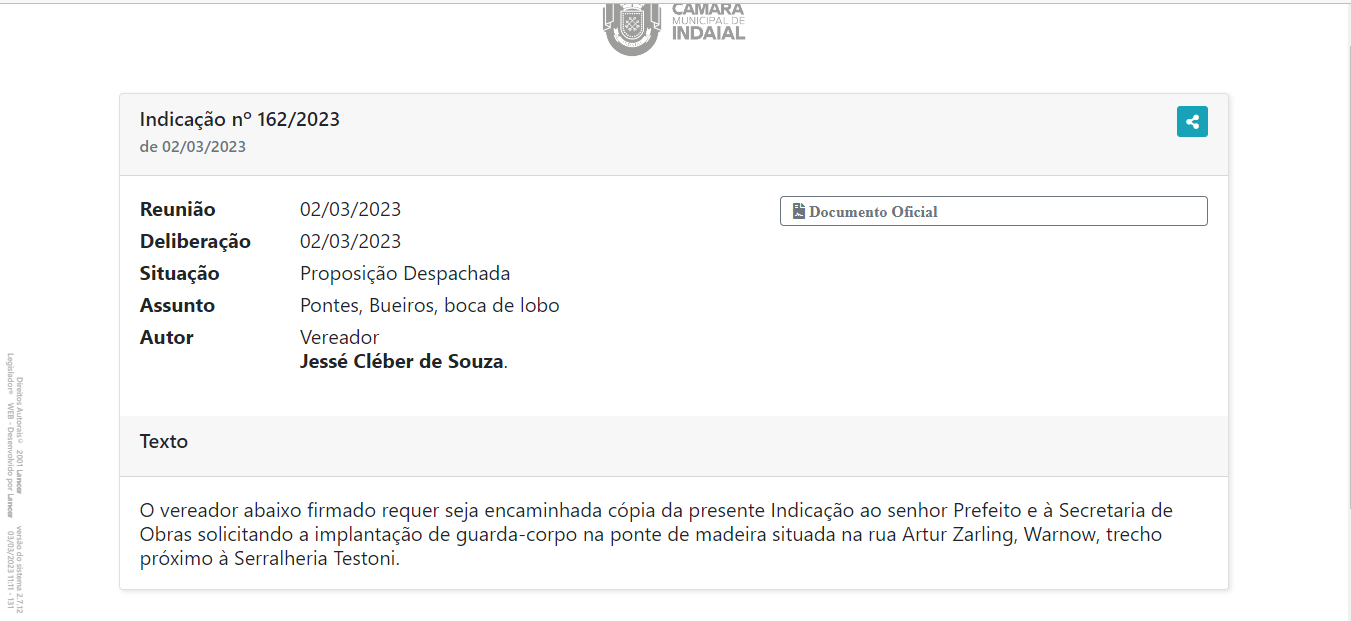 CÂMARA
MUNICIPAL DE
INDAIAL
Indicação nº 162/2023
de 02/03/2023
Reunião 02/03/2023
Documento Oficial
Deliberação 02/03/2023
Situação Proposição Despachada
Assunto Pontes, Bueiros, boca de lobo
Autor Vereador
Jessé Cléber de Souza.
Texto
O vereador abaixo firmado requer seja encaminhada cópia da presente Indicação ao senhor Prefeito e à Secretaria de
Obras solicitando a implantação de guarda-corpo na ponte de madeira situada na rua Artur Zarling, Warnow, trecho
próximo à Serralheria Testoni.
Direitos Autorais© 2001 Lancer versão do sistema 2.7.12
Legislador® WEB - Desenvolvido por Lancer 03/03/2023 11:11 - 131